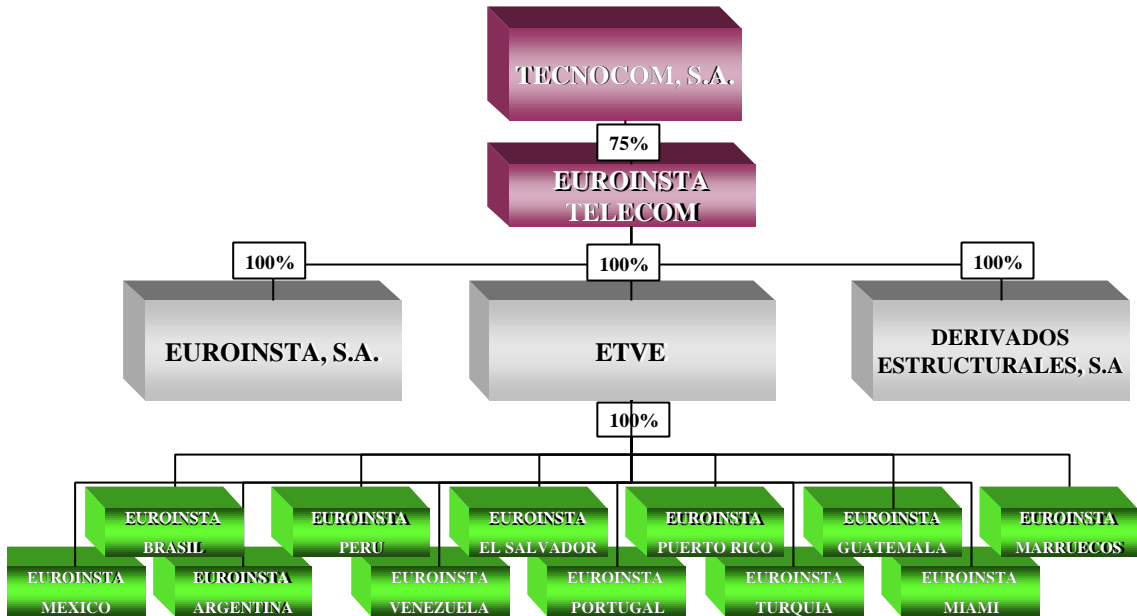 TECNOCOM, S.A.
75%
EUROINSTA
TELECOM
100%
100%
100%
EUROINSTA, S.A.
ETVE
DERIVADOS
ESTRUCTURALES, S.A
100%
EUROINSTA
BRASIL
EUROINSTA
PERU
EUROINSTA
EL SALVADOR
EUROINSTA
PUERTO RICO
EUROINSTA
GUATEMALA
EUROINSTA
MARRUECOS
EUROINSTA
MEXICO
EUROINSTA
ARGENTINA
EUROINSTA
VENEZUELA
EUROINSTA
PORTUGAL
EUROINSTA
TURQUIA
EUROINSTA
MIAMI